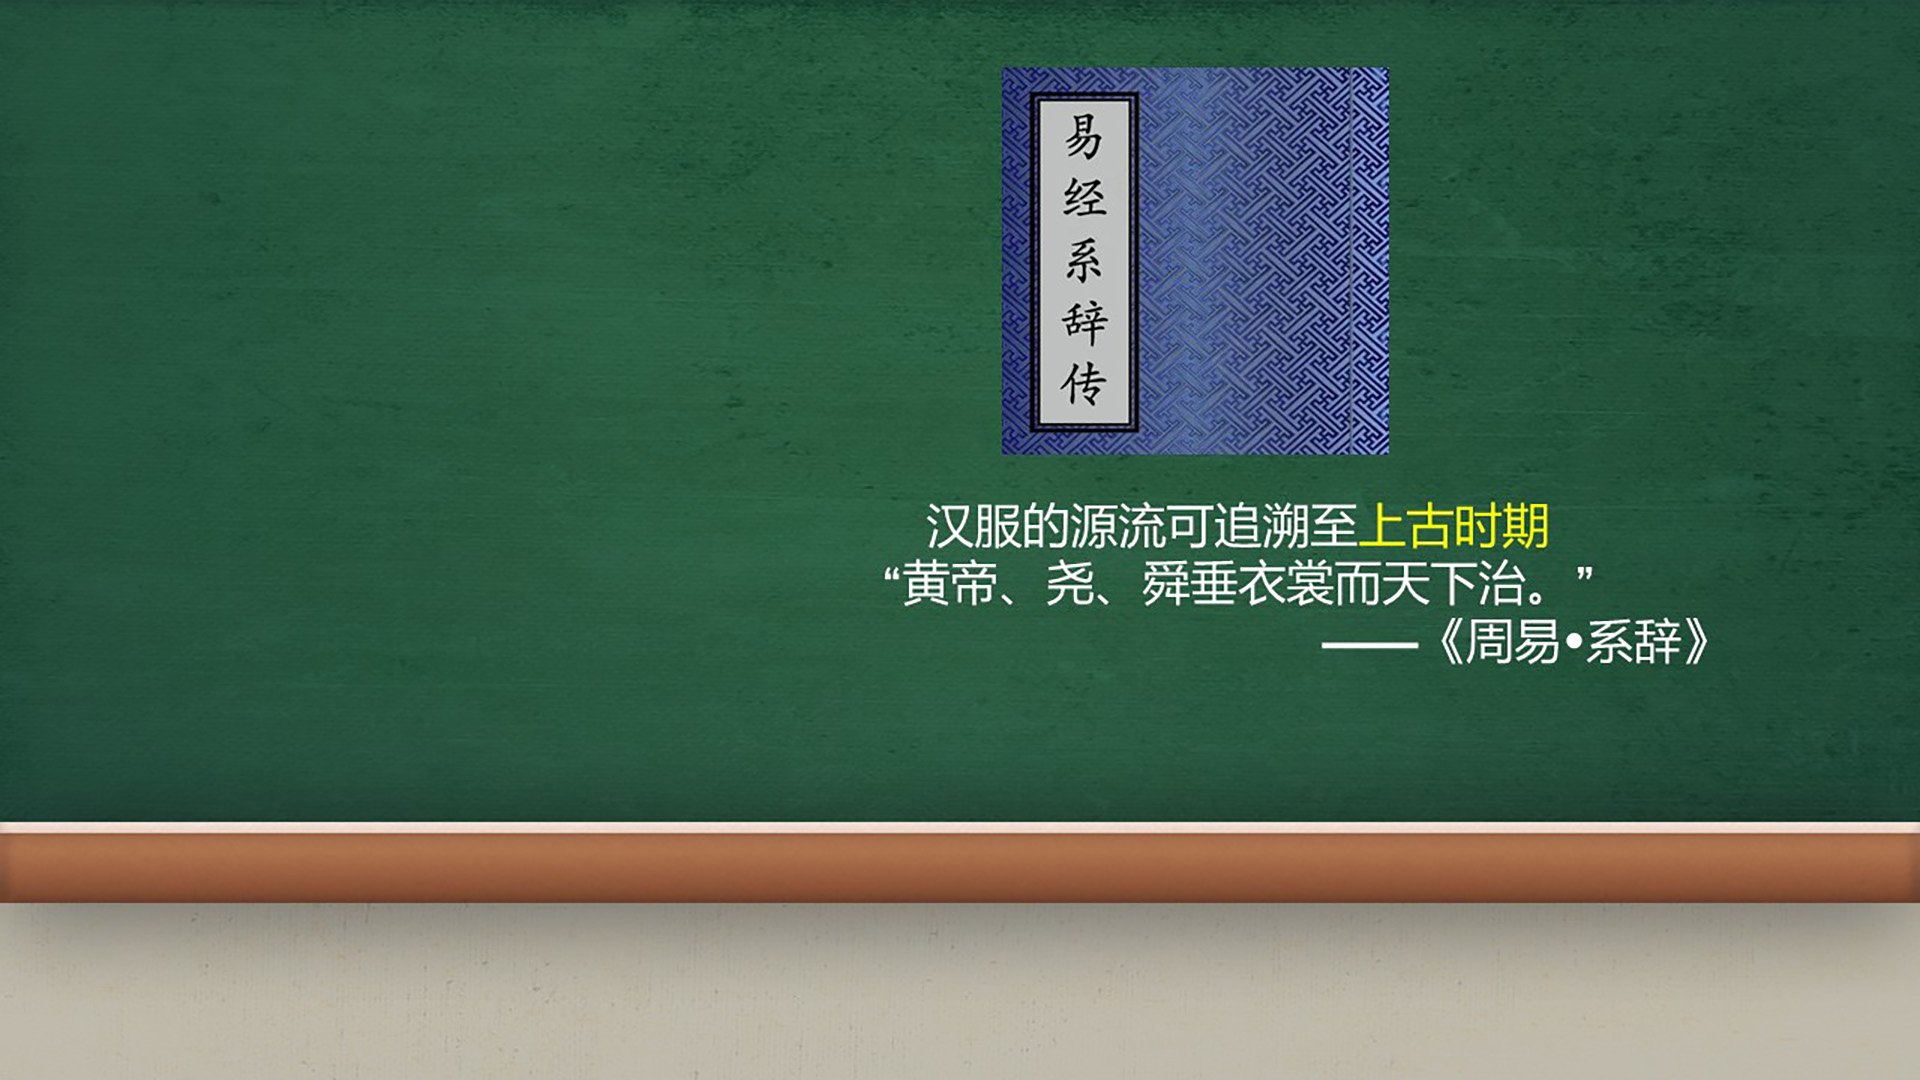 易经系辞传
汉服的源流可追溯至上古时期
“黄帝、尧、舜垂衣裳而天下治。”
——《周易•系辞》